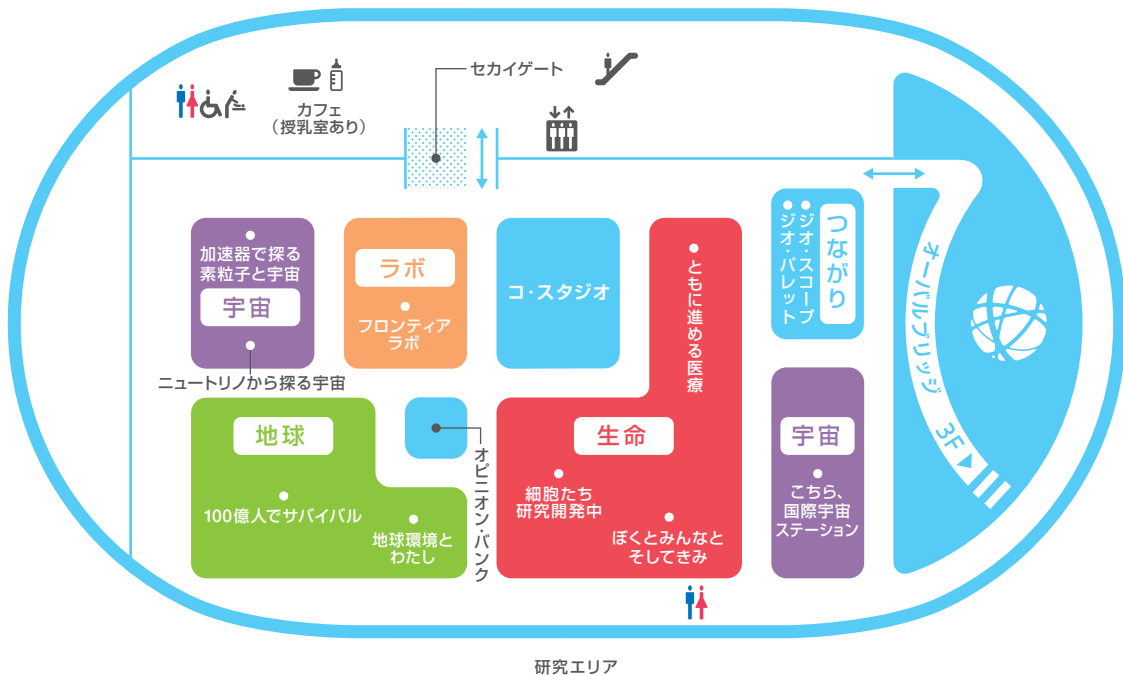 セカイゲート
カフェ
（授乳室あり）
加速器で探る
素粒子と宇宙
宇宙
ニュートリノから探る宇宙
ラボ
フロンティア
ラボ
コ・スタジオ
ともに進める医療
つながり
ジオ・スコープ
ジオ・パレット
オーバルブリッジ 3F
地球
100億人でサバイバル
地球環境と
わたし
オピニオン・バンク
生命
細胞たち
研究開発中
ぼくとみんなと
そしてきみ
宇宙
こちら、
国際宇宙
ステーション
研究エリア